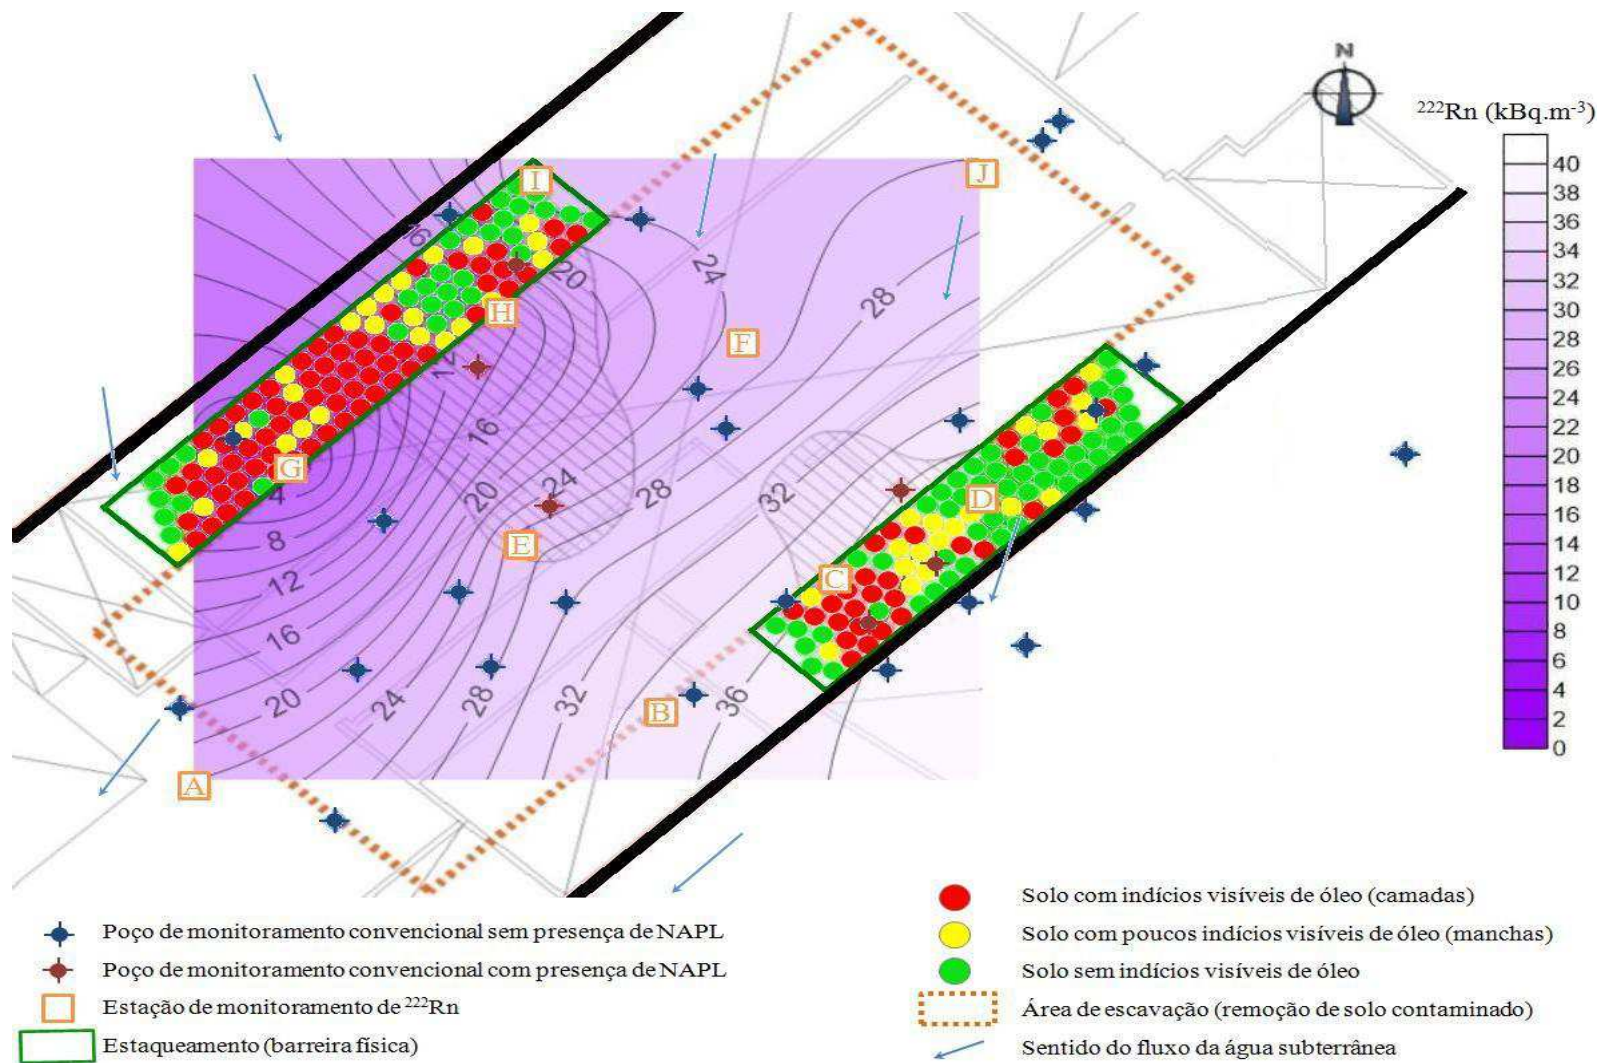 N
²²²Rn (kBq.m⁻³)
40
38
36
34
32
30
28
26
24
22
20
18
16
14
12
10
8
6
4
2
0
I
J
16
20
24
28
H
F
12
16
G
4
20
24
28
32
D
E
8
12
C
16
20
24
28
32
B
36
A
Poço de monitoramento convencional sem presença de NAPL
Poço de monitoramento convencional com presença de NAPL
Estação de monitoramento de ²²²Rn
Estaqueamento (barreira física)
Solo com indícios visíveis de óleo (camadas)
Solo com poucos indícios visíveis de óleo (manchas)
Solo sem indícios visíveis de óleo
Área de escavação (remoção de solo contaminado)
Sentido do fluxo da água subterrânea